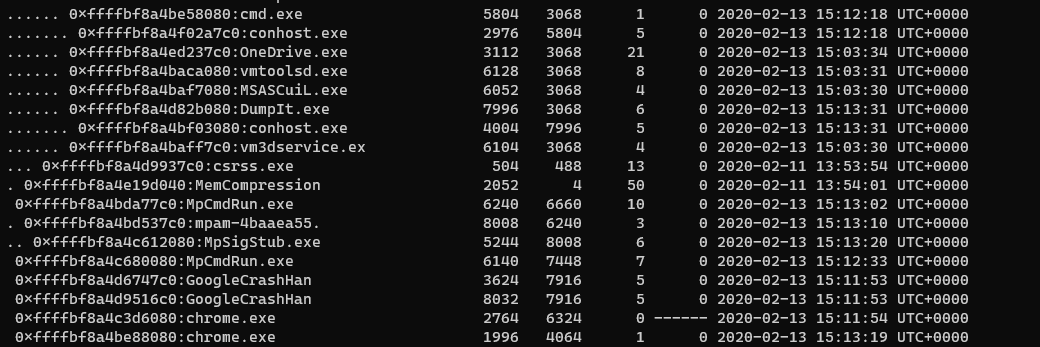 ...... 0xffffbf8a4be58080:cmd.exe 5804 3068 1 0 2020-02-13 15:12:18 UTC+0000
....... 0xffffbf8a4f02a7c0:conhost.exe 2976 5804 5 0 2020-02-13 15:12:18 UTC+0000
...... 0xffffbf8a4ed237c0:OneDrive.exe 3112 3068 21 0 2020-02-13 15:03:34 UTC+0000
...... 0xffffbf8a4baca080:vmtoolsd.exe 6128 3068 8 0 2020-02-13 15:03:31 UTC+0000
...... 0xffffbf8a4baf7080:MSASCuiL.exe 6052 3068 4 0 2020-02-13 15:03:30 UTC+0000
...... 0xffffbf8a4d82b080:DumpIt.exe 7996 3068 6 0 2020-02-13 15:13:31 UTC+0000
....... 0xffffbf8a4bf03080:conhost.exe 4004 7996 5 0 2020-02-13 15:13:31 UTC+0000
...... 0xffffbf8a4baff7c0:vm3dservice.ex 6104 3068 4 0 2020-02-13 15:03:30 UTC+0000
... 0xffffbf8a4d9937c0:csrss.exe 504 488 13 0 2020-02-11 13:53:54 UTC+0000
. 0xffffbf8a4e19d040:MemCompression 2052 4 50 0 2020-02-11 13:54:01 UTC+0000
0xffffbf8a4bda77c0:MpCmdRun.exe 6240 6660 10 0 2020-02-13 15:13:02 UTC+0000
. 0xffffbf8a4bd537c0:mpam-4baaea55. 8008 6240 3 0 2020-02-13 15:13:10 UTC+0000
.. 0xffffbf8a4c612080:MpSigStub.exe 5244 8008 6 0 2020-02-13 15:13:20 UTC+0000
0xffffbf8a4c680080:MpCmdRun.exe 6140 7448 7 0 2020-02-13 15:12:33 UTC+0000
0xffffbf8a4d6747c0:GoogleCrashHan 3624 7916 5 0 2020-02-13 15:11:53 UTC+0000
0xffffbf8a4d9516c0:GoogleCrashHan 8032 7916 5 0 2020-02-13 15:11:53 UTC+0000
0xffffbf8a4c3d6080:chrome.exe 2764 6324 0 ------ 2020-02-13 15:11:54 UTC+0000
0xffffbf8a4be88080:chrome.exe 1996 4064 1 0 2020-02-13 15:13:19 UTC+0000